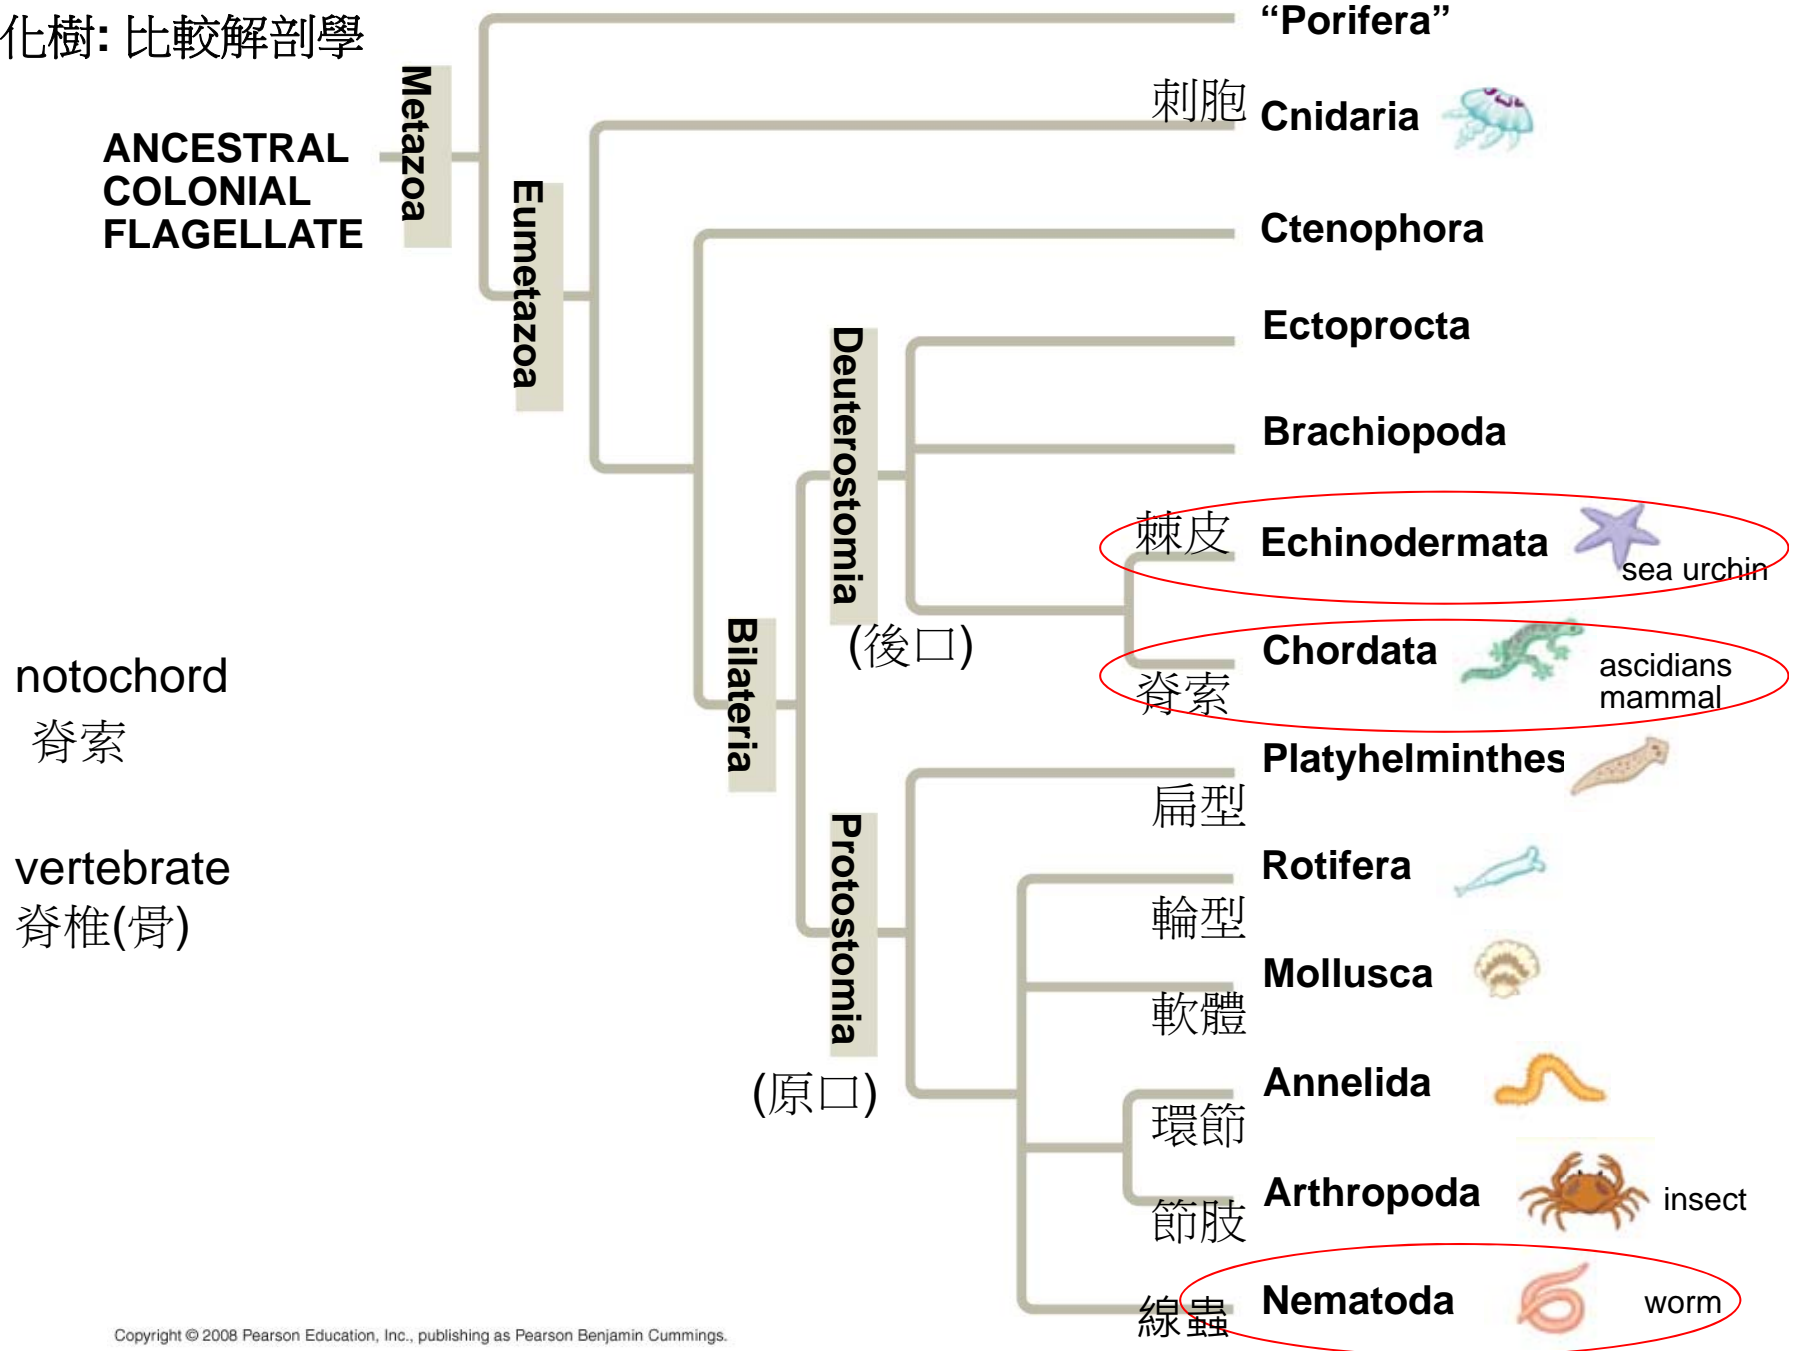 化樹: 比較解剖學
ANCESTRAL
COLONIAL
FLAGELLATE
Metazoa
Eumetazoa
Bilateria
Deuterostomia
(後口)
Protostomia
(原口)
“Porifera”
刺胞 Cnidaria
Ctenophora
Ectoprocta
Brachiopoda
棘皮 Echinodermata
sea urchin
脊索 Chordata
ascidians
mammal
扁型 Platyhelminthes
輪型 Rotifera
軟體 Mollusca
環節 Annelida
節肢 Arthropoda insect
線蟲 Nematoda worm
notochord
脊索
vertebrate
脊椎(骨)
Copyright © 2008 Pearson Education, Inc., publishing as Pearson Benjamin Cummings.